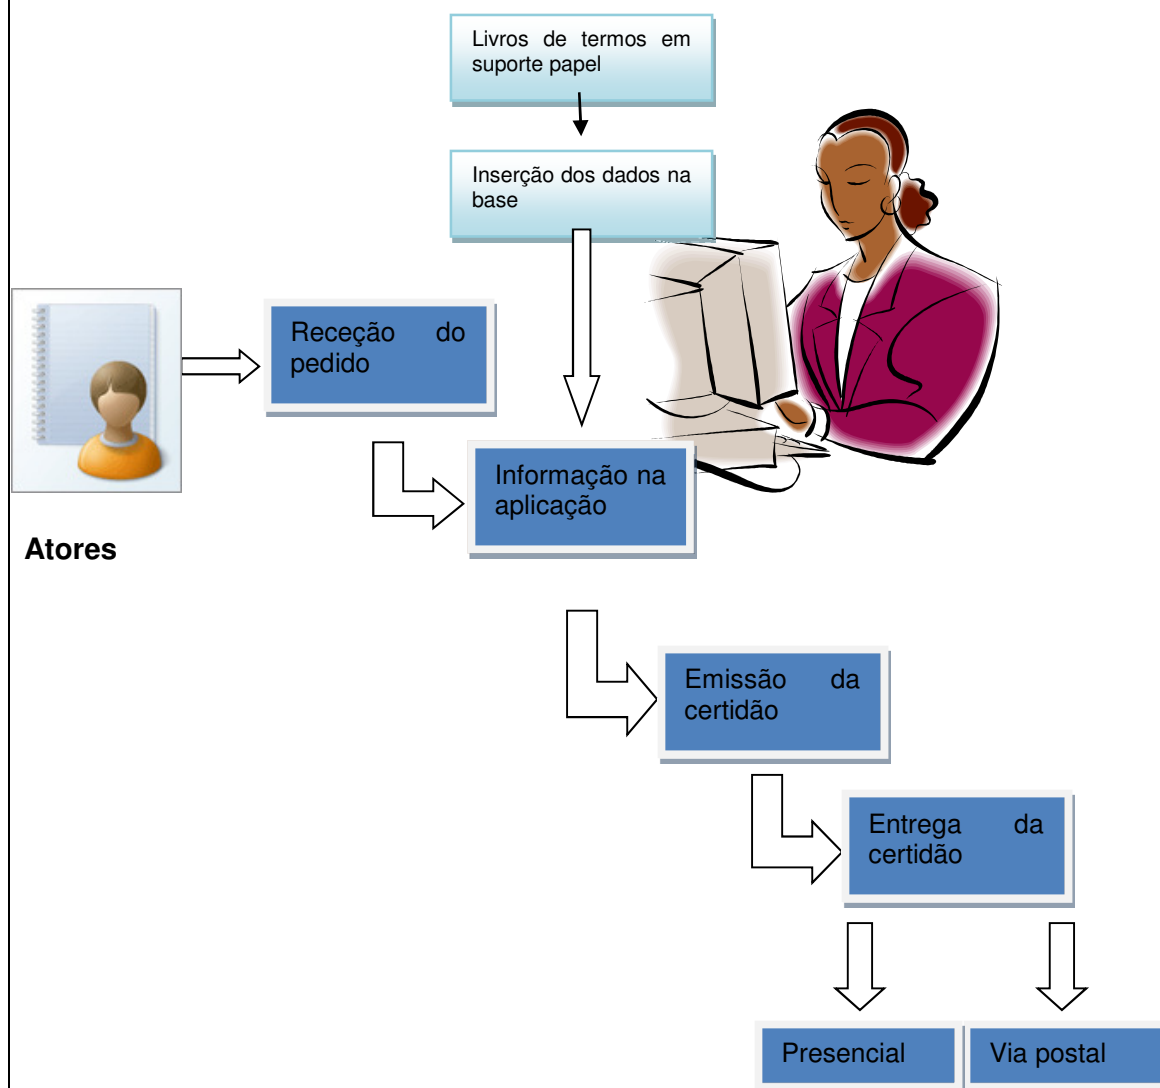 Livros de termos em
suporte papel
Inserção dos dados na
base
Receção do
pedido
Informação na
aplicação
Atores
Emissão da
certidão
Entrega da
certidão
Presencial
Via postal